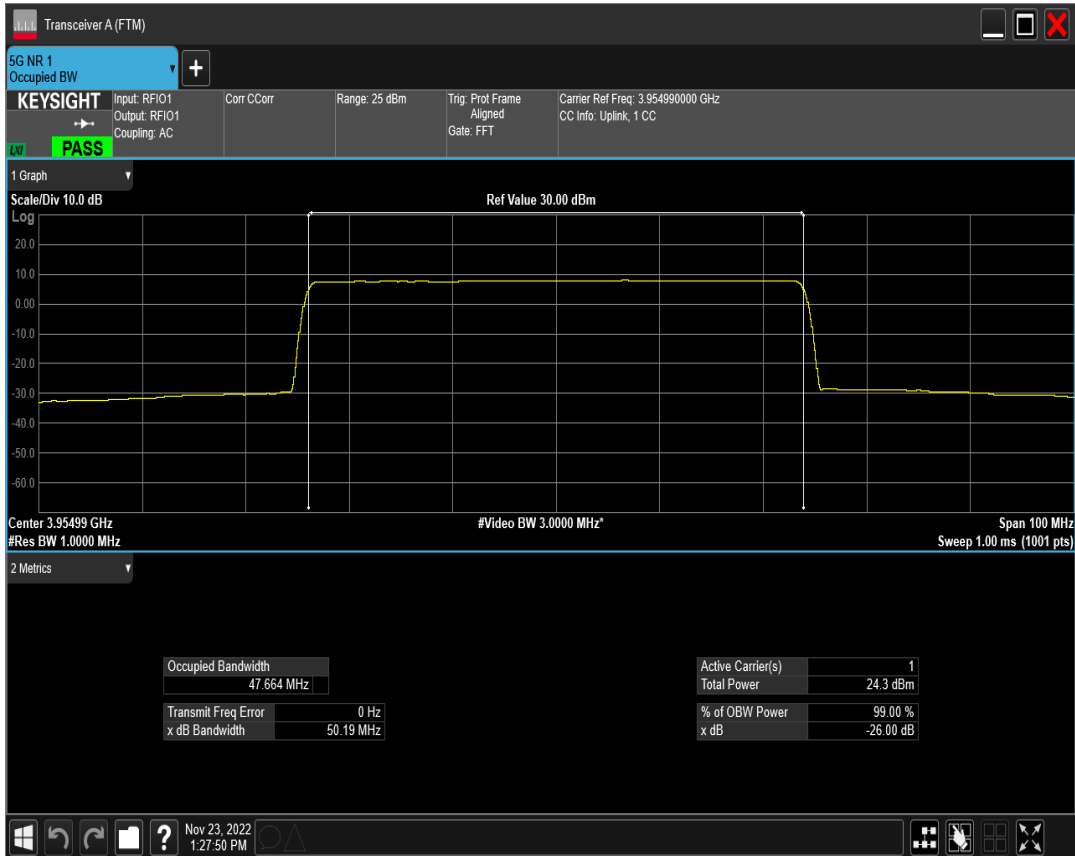 Transceiver A (FTM)
5G NR 1
Occupied BW
+
KEYSIGHT
LXI
PASS
Input: RFIO1
Output: RFIO1
Coupling: AC
Corr CCorr
Range: 25 dBm
Trig: Prot Frame
Aligned
Gate: FFT
Carrier Ref Freq: 3.954990000 GHz
CC Info: Uplink, 1 CC
1 Graph
Scale/Div 10.0 dB
Ref Value 30.00 dBm
Log
20.0
10.0
0.00
-10.0
-20.0
-30.0
-40.0
-50.0
-60.0
Center 3.95499 GHz
#Video BW 3.0000 MHz*
Span 100 MHz
#Res BW 1.0000 MHz
Sweep 1.00 ms (1001 pts)
2 Metrics
Occupied Bandwidth
47.664 MHz
Transmit Freq Error 0 Hz
x dB Bandwidth 50.19 MHz
Active Carrier(s) 1
Total Power 24.3 dBm
% of OBW Power 99.00 %
x dB -26.00 dB
?
Nov 23, 2022
1:27:50 PM